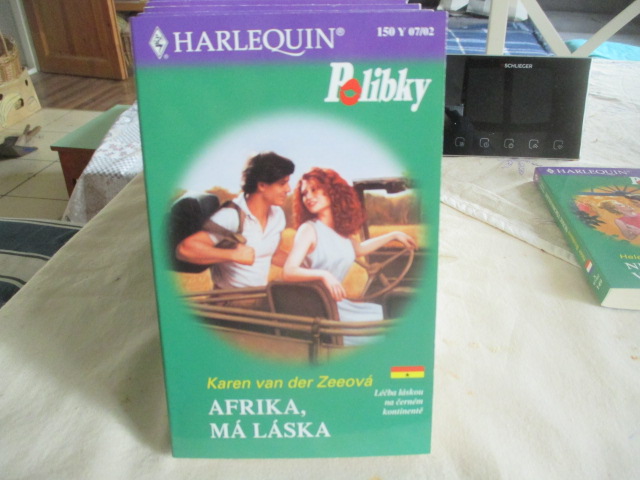 HARLEQUIN®
150 Y 07/02
Polibky
Karen van der Zeeová
AFRIKA,
MÁ LÁSKA
Léčba láskou
na černém
kontinentě
SCHLIEGER
HARLEQUIN®